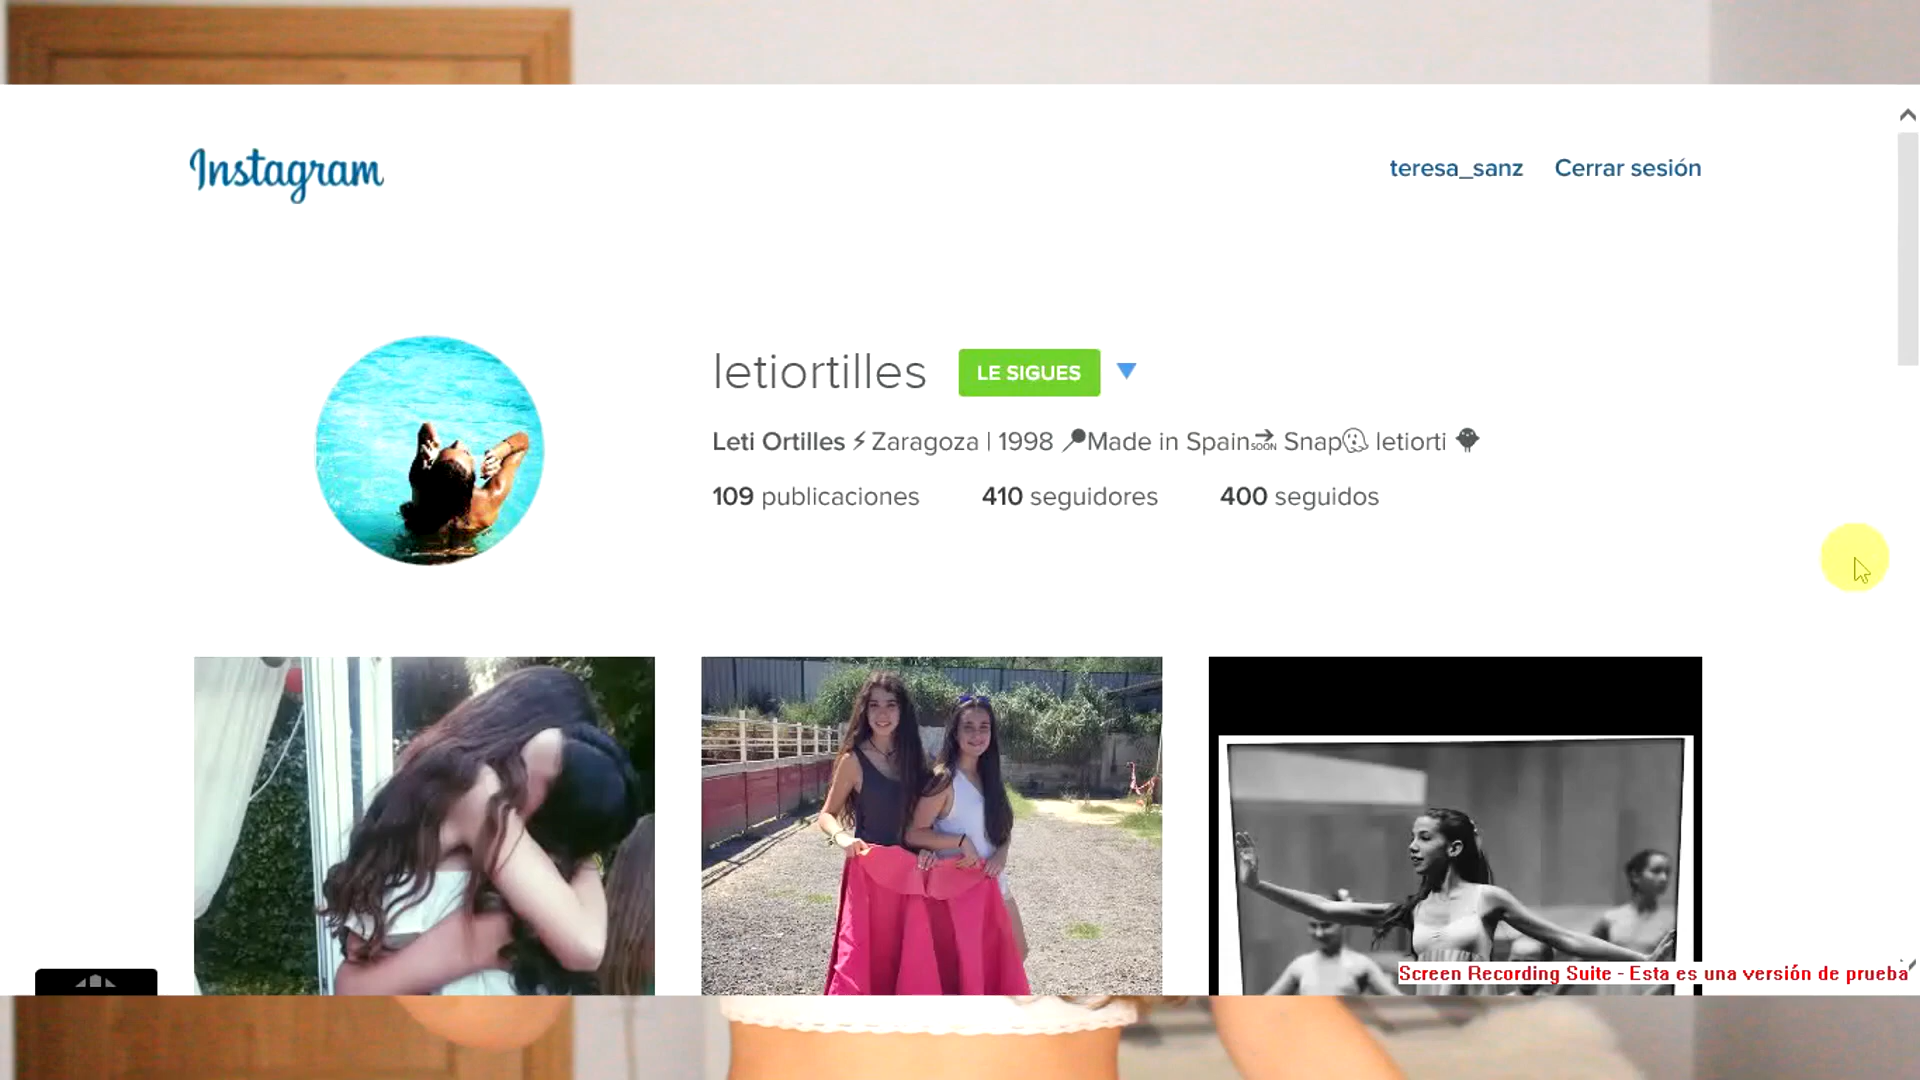 Instagram
teresa_sanz Cerrar sesión
letiortilles LE SIGUES
Leti Ortilles ⚡ Zaragoza | 1998 📍Made in Spain🔜 Snap👻 letiorti 🐥
109 publicaciones 410 seguidores 400 seguidos
Screen Recording Suite - Esta es una versión de prueba